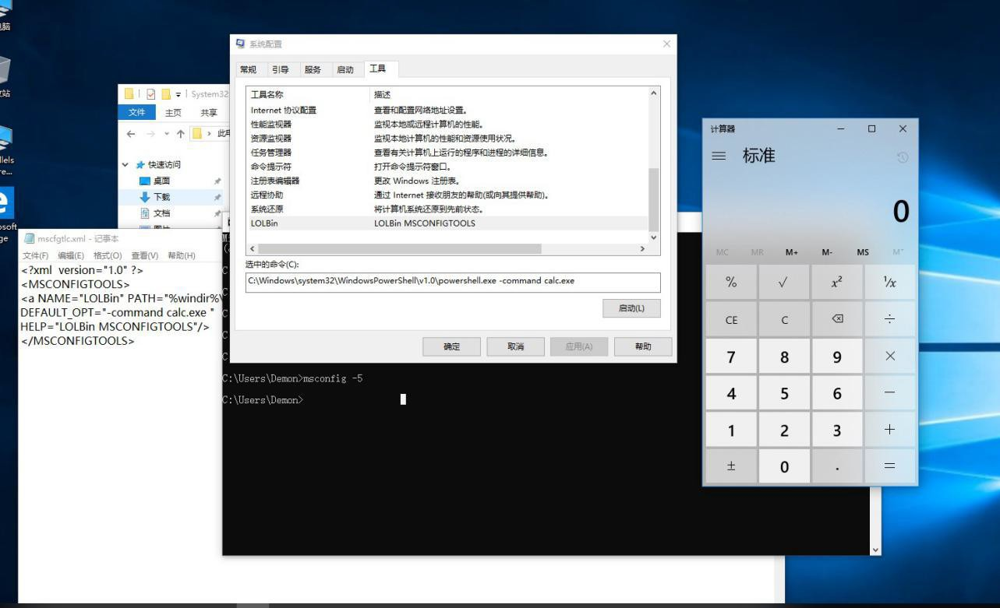 系统配置
常规 引导 服务 启动 工具
工具名称 描述
Internet 协议配置 查看和配置网络地址设置。
性能监视器 监视本地或远程计算机的性能。
资源监视器 监视本地计算机的性能和资源使用状况。
任务管理器 查看有关计算机上运行的程序和进程的详细信息。
命令提示符 打开命令提示符窗口。
注册表编辑器 更改 Windows 注册表。
远程协助 通过 Internet 接收朋友的帮助(或向其提供帮助)。
系统还原 将计算机系统还原到先前状态。
LOLBin LOLBin MSCONFIGTOOLS
选中的命令(C):
C:\Windows\system32\WindowsPowerShell\v1.0\powershell.exe -command calc.exe
启动(L)
确定 取消 应用(A) 帮助
System32
文件 主页 共享
快速访问
桌面
下载
文档
mscfgtlc.xml - 记事本
文件(F) 编辑(E) 格式(O) 查看(V) 帮助(H)
<?xml version="1.0" ?>
<MSCONFIGTOOLS>
<a NAME="LOLBin" PATH="%windir%\
DEFAULT_OPT="-command calc.exe "
HELP="LOLBin MSCONFIGTOOLS"/>
</MSCONFIGTOOLS>
C:\Users\Demon>msconfig -5
C:\Users\Demon>
计算器
标准
0
MC MR M+ M- MS
% √ x² ¹/x
CE C ÷
7 8 9 ×
4 5 6 −
1 2 3 +
± 0 . =